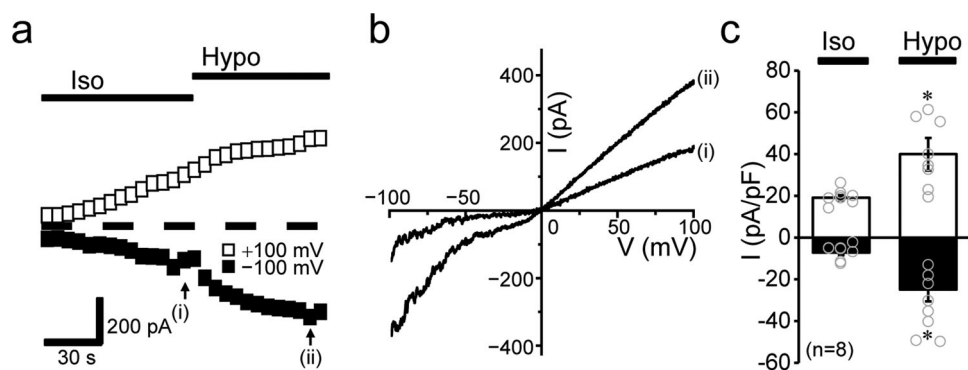 a
Hypo
Iso
+100 mV
−100 mV
(i)
200 pA
30 s
(ii)
b
400
I (pA)
(ii)
200
(i)
−100
−50
0
50
100
V (mV)
−200
−400
c
Iso
Hypo
80
60
*
40
20
0
I (pA/pF)
−20
−40
*
−60
(n=8)